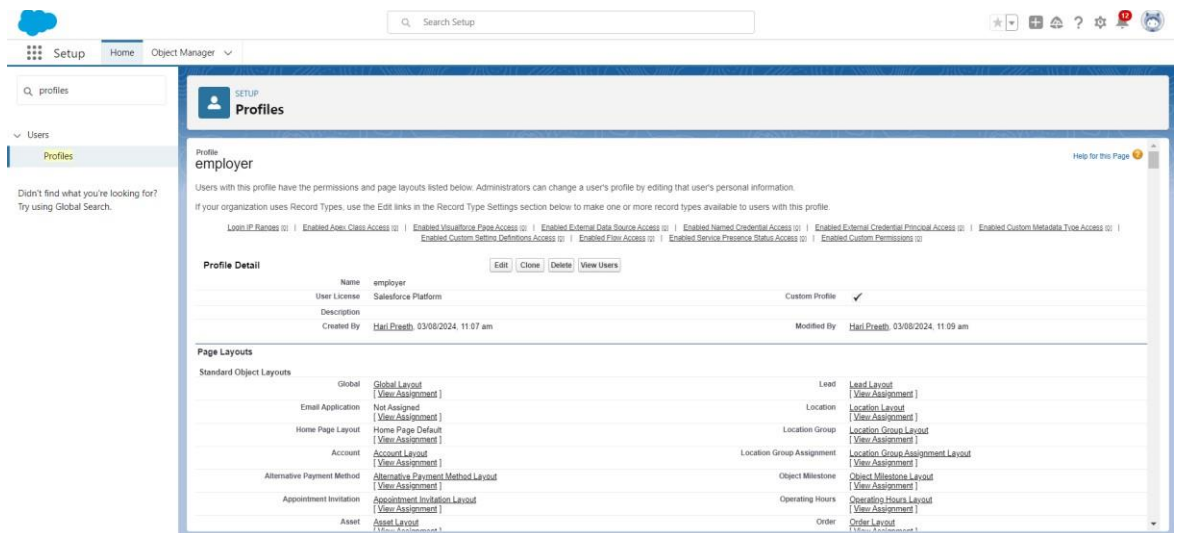 Search Setup
12
Setup
Home
Object Manager
profiles
Users
Profiles
Didn't find what you're looking for?
Try using Global Search.
SETUP
Profiles
Profile
employer
Help for this Page
Users with this profile have the permissions and page layouts listed below. Administrators can change a user's profile by editing that user's personal information.
If your organization uses Record Types, use the Edit links in the Record Type Settings section below to make one or more record types available to users with this profile.
Login IP Ranges [0] | Enabled Apex Class Access [0] | Enabled Visualforce Page Access [0] | Enabled External Data Source Access [0] | Enabled Named Credential Access [0] | Enabled External Credential Principal Access [0] | Enabled Custom Metadata Type Access [0] |
Enabled Custom Setting Definitions Access [0] | Enabled Flow Access [0] | Enabled Service Presence Status Access [0] | Enabled Custom Permissions [0]
Profile Detail
Edit Clone Delete View Users
Name employer
User License Salesforce Platform Custom Profile ✓
Description
Created By Hari Preeth, 03/08/2024, 11:07 am Modified By Hari Preeth, 03/08/2024, 11:09 am
Page Layouts
Standard Object Layouts
Global Global Layout Lead Lead Layout
[ View Assignment ] [ View Assignment ]
Email Application Not Assigned Location Location Layout
[ View Assignment ] [ View Assignment ]
Home Page Layout Home Page Default Location Group Location Group Layout
[ View Assignment ] [ View Assignment ]
Account Account Layout Location Group Assignment Location Group Assignment Layout
[ View Assignment ] [ View Assignment ]
Alternative Payment Method Alternative Payment Method Layout Object Milestone Object Milestone Layout
[ View Assignment ] [ View Assignment ]
Appointment Invitation Appointment Invitation Layout Operating Hours Operating Hours Layout
[ View Assignment ] [ View Assignment ]
Asset Asset Layout Order Order Layout